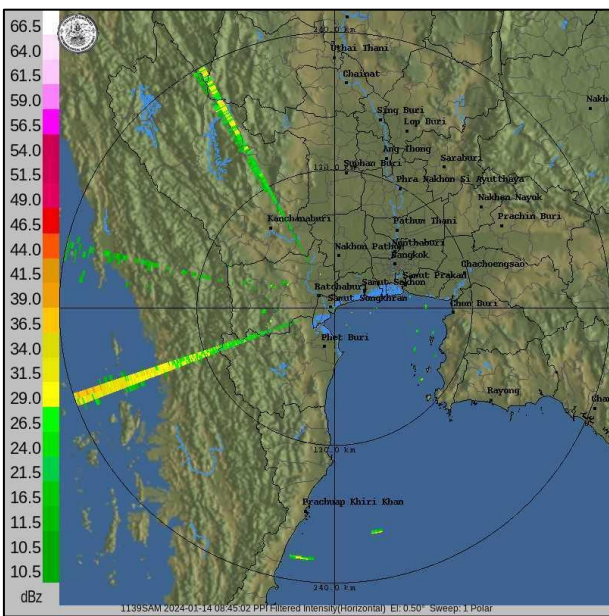 66.5
64.0
61.5
59.0
56.5
54.0
51.5
49.0
46.5
44.0
41.5
39.0
36.5
34.0
31.5
29.0
26.5
24.0
21.5
16.5
11.5
10.5
10.5
dBz
240.0 km
Uthai Thani
Chainat
Sing Buri
Lop Buri
Ang Thong
120.0 km
Suphan Buri
Saraburi
Phra Nakhon Si Ayutthaya
Nakhon Nayok
Prachin Buri
Kanchanaburi
Pathum Thani
Nonthaburi
Nakhon Pathom
Bangkok
Chachoengsao
Samut Prakan
Samut Sakhon
Ratchaburi
Samut Songkhram
Chon Buri
Phet Buri
Rayong
120.0 km
Prachuap Khiri Khan
240.0 km
1139SAM 2024-01-14 08:45:02 PPI Filtered Intensity(Horizontal) El: 0.50° Sweep: 1 Polar